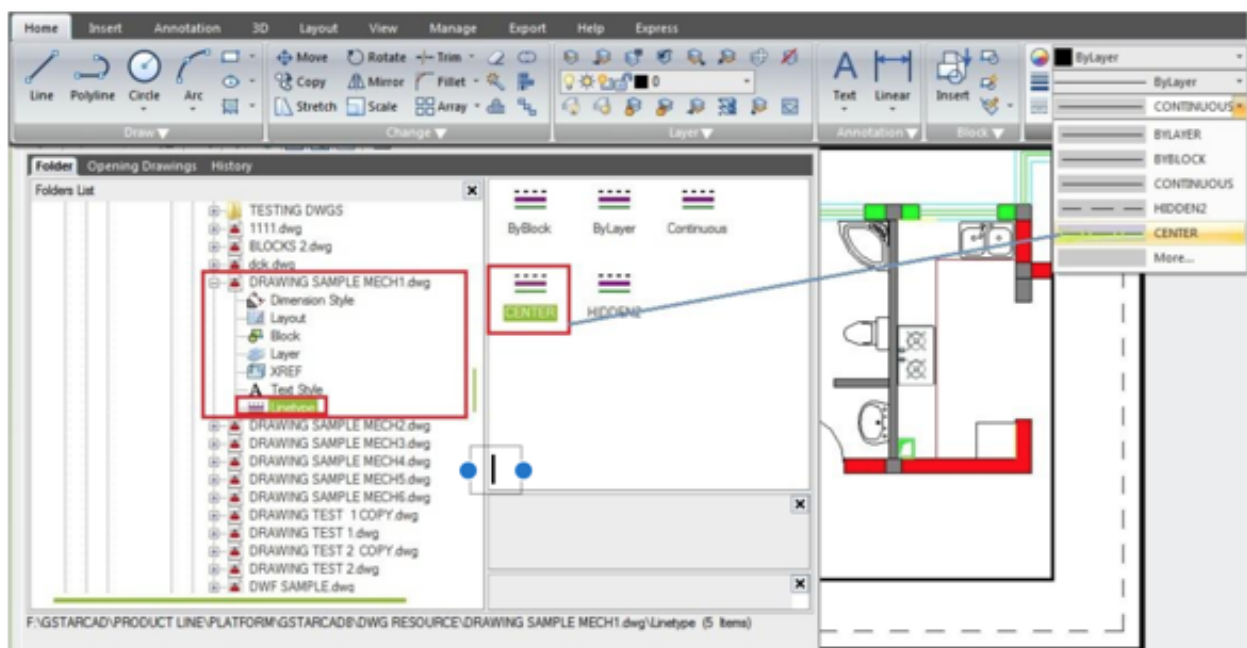 Home Insert Annotation 3D Layout View Manage Export Help Express
Line Polyline Circle Arc
Move Rotate Trim
Copy Mirror Fillet
Stretch Scale Array
0
Text Linear Insert
ByLayer
ByLayer
CONTINUOUS
Draw Change Layer Annotation Block
BYLAYER
BYBLOCK
CONTINUOUS
HIDDEN2
CENTER
More...
Folder Opening Drawings History
Folders List
TESTING DWGS
1111.dwg
BLOCKS 2.dwg
dck.dwg
DRAWING SAMPLE MECH1.dwg
Dimension Style
Layout
Block
Layer
XREF
Text Style
Linetype
DRAWING SAMPLE MECH2.dwg
DRAWING SAMPLE MECH3.dwg
DRAWING SAMPLE MECH4.dwg
DRAWING SAMPLE MECH5.dwg
DRAWING SAMPLE MECH6.dwg
DRAWING TEST 1 COPY.dwg
DRAWING TEST 1.dwg
DRAWING TEST 2 COPY.dwg
DRAWING TEST 2.dwg
DWF SAMPLE.dwg
ByBlock ByLayer Continuous
CENTER HIDDEN2
F:\GSTARCAD\PRODUCT LINE\PLATFORM\GSTARCAD8\DWG RESOURCE\DRAWING SAMPLE MECH1.dwg\Linetype (5 Items)